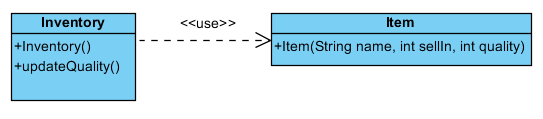 Inventory
+Inventory()
+updateQuality()
<<use>>
Item
+Item(String name, int sellIn, int quality)